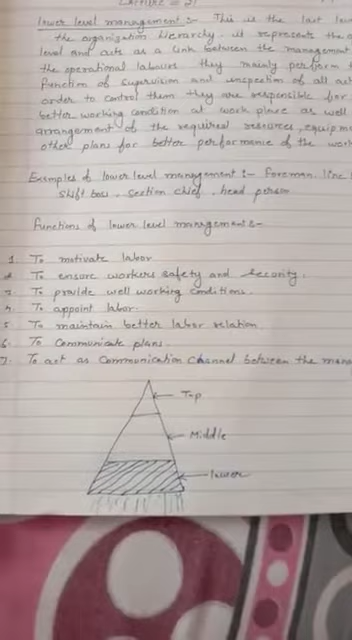 Lecture = 21
lower level management :- This is the last
the organization hierarchy. it represents the
level and acts as a link between the management
the operational labours they mainly perform
function of supervision and inspection of all
order to control them they are responsible for
better working condition at work place as well
arrangement of the required resources, equipm
other plans for better performance of the work
Examples of lower level management :- foreman. line
Shift boss, section chief, head person
Functions of lower level management :-
1. To motivate labor
2. To ensure workers safety and security.
3. To provide well working conditions.
4. To appoint labor.
5. To maintain better labor relation
6. To communicate plans.
7. To act as communication channel between the mana
Top
Middle
lower